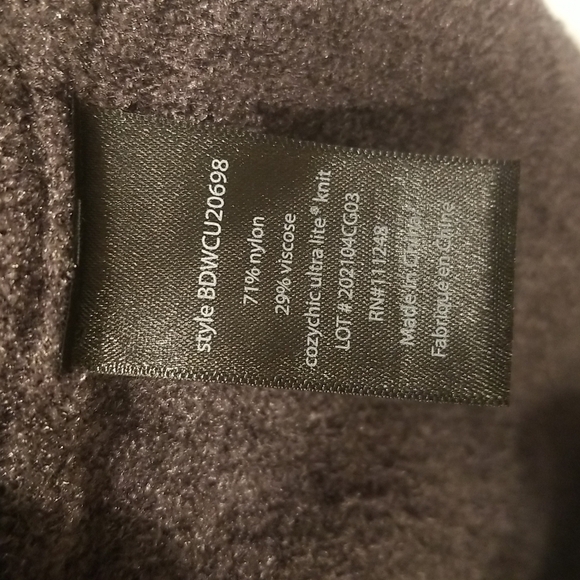 style BDWCU20698
71% nylon
29% viscose
cozychic ultra lite® knit
LOT # 202104CG03
RN#111248
Made in China /
Fabriqué en Chine